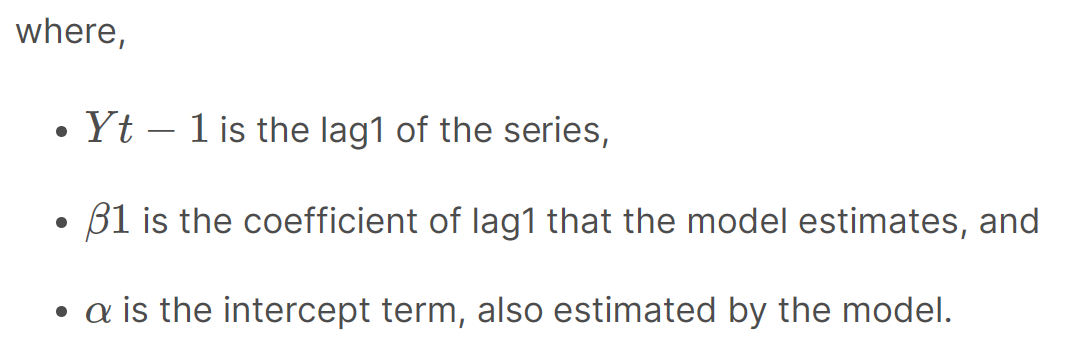 where,
• Yt − 1 is the lag1 of the series,
• β1 is the coefficient of lag1 that the model estimates, and
• α is the intercept term, also estimated by the model.